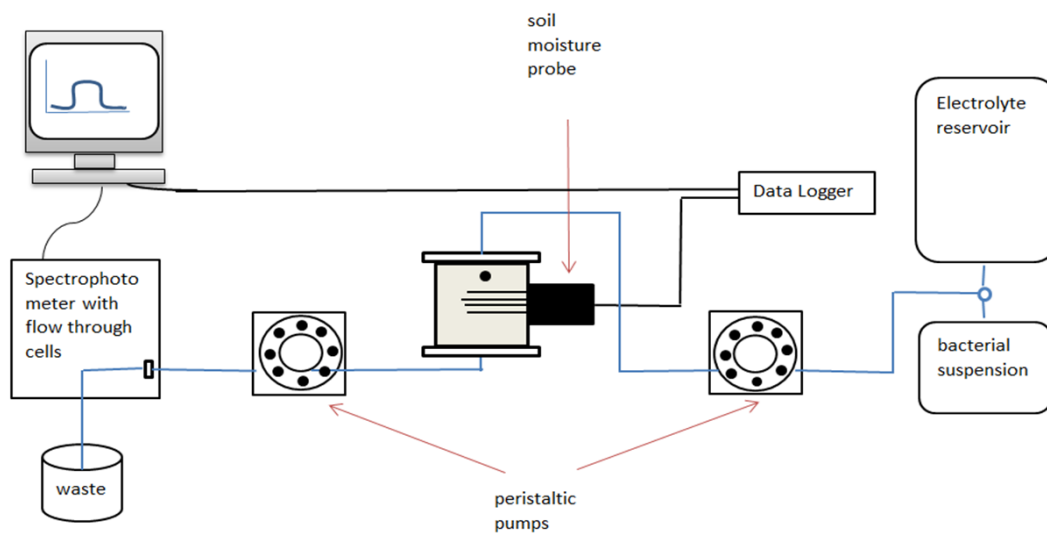 soil
moisture
probe
Electrolyte
reservoir
Data Logger
Spectrophoto
meter with
flow through
cells
bacterial
suspension
waste
peristaltic
pumps